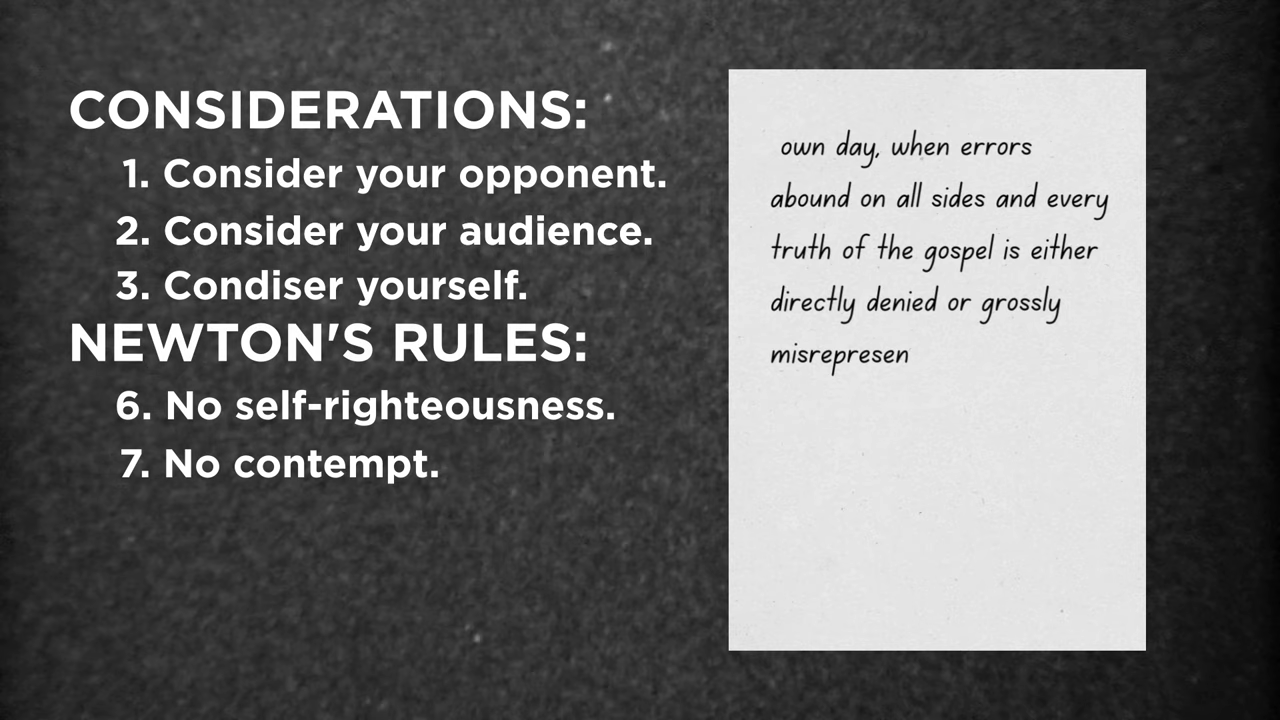 CONSIDERATIONS:
1. Consider your opponent.
2. Consider your audience.
3. Condiser yourself.
NEWTON'S RULES:
6. No self-righteousness.
7. No contempt.
own day, when errors
abound on all sides and every
truth of the gospel is either
directly denied or grossly
misrepresen